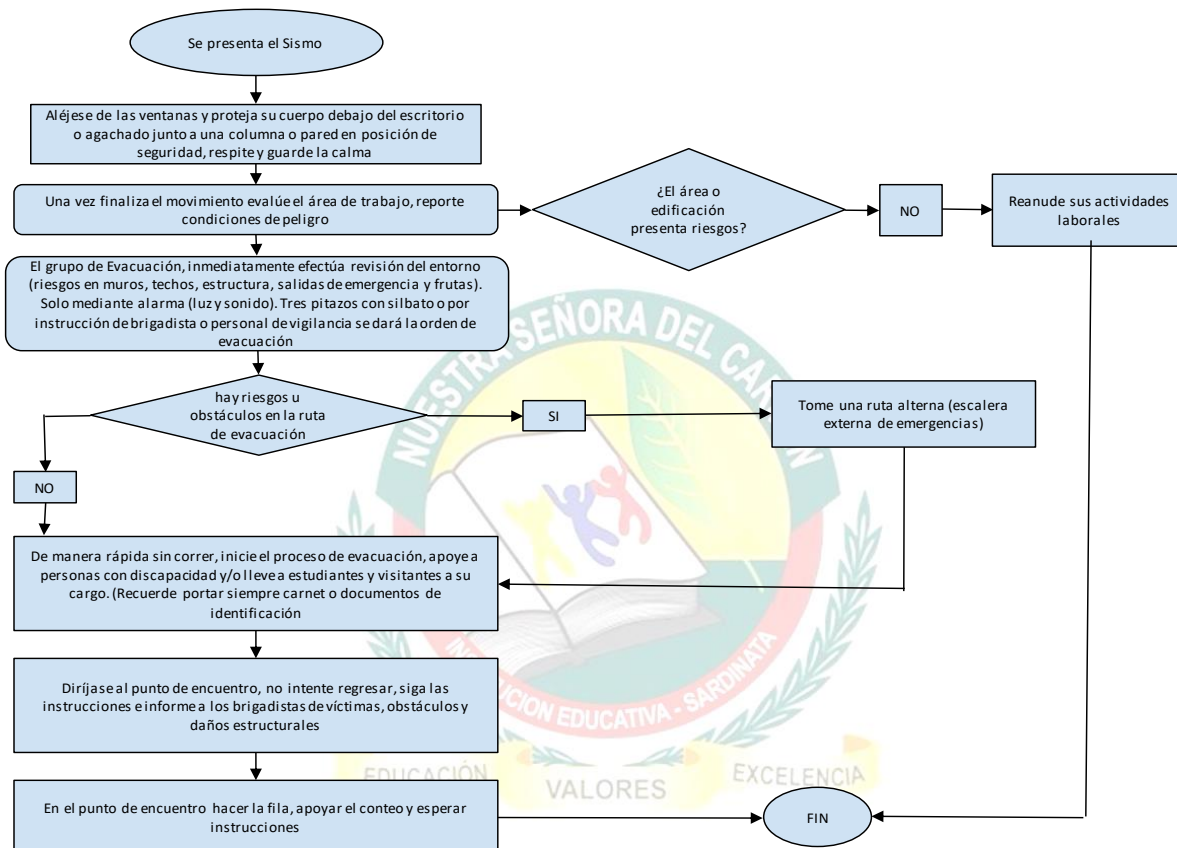 Se presenta el Sismo
Aléjese de las ventanas y proteja su cuerpo debajo del escritorio
o agachado junto a una columna o pared en posición de
seguridad, respite y guarde la calma
Una vez finaliza el movimiento evalúe el área de trabajo, reporte
condiciones de peligro
¿El área o
edificación
presenta riesgos?
NO
Reanude sus actividades
laborales
El grupo de Evacuación, inmediatamente efectúa revisión del entorno
(riesgos en muros, techos, estructura, salidas de emergencia y frutas).
Solo mediante alarma (luz y sonido). Tres pitazos con silbato o por
instrucción de brigadista o personal de vigilancia se dará la orden de
evacuación
hay riesgos u
obstáculos en la ruta
de evacuación
SI
Tome una ruta alterna (escalera
externa de emergencias)
NO
De manera rápida sin correr, inicie el proceso de evacuación, apoye a
personas con discapacidad y/o lleve a estudiantes y visitantes a su
cargo. (Recuerde portar siempre carnet o documentos de
identificación
Diríjase al punto de encuentro, no intente regresar, siga las
instrucciones e informe a los brigadistas de víctimas, obstáculos y
daños estructurales
En el punto de encuentro hacer la fila, apoyar el conteo y esperar
instrucciones
FIN
NUESTRA SEÑORA DEL CARMEN
INSTITUCION EDUCATIVA - SARDINATA
EDUCACIÓN
VALORES
EXCELENCIA